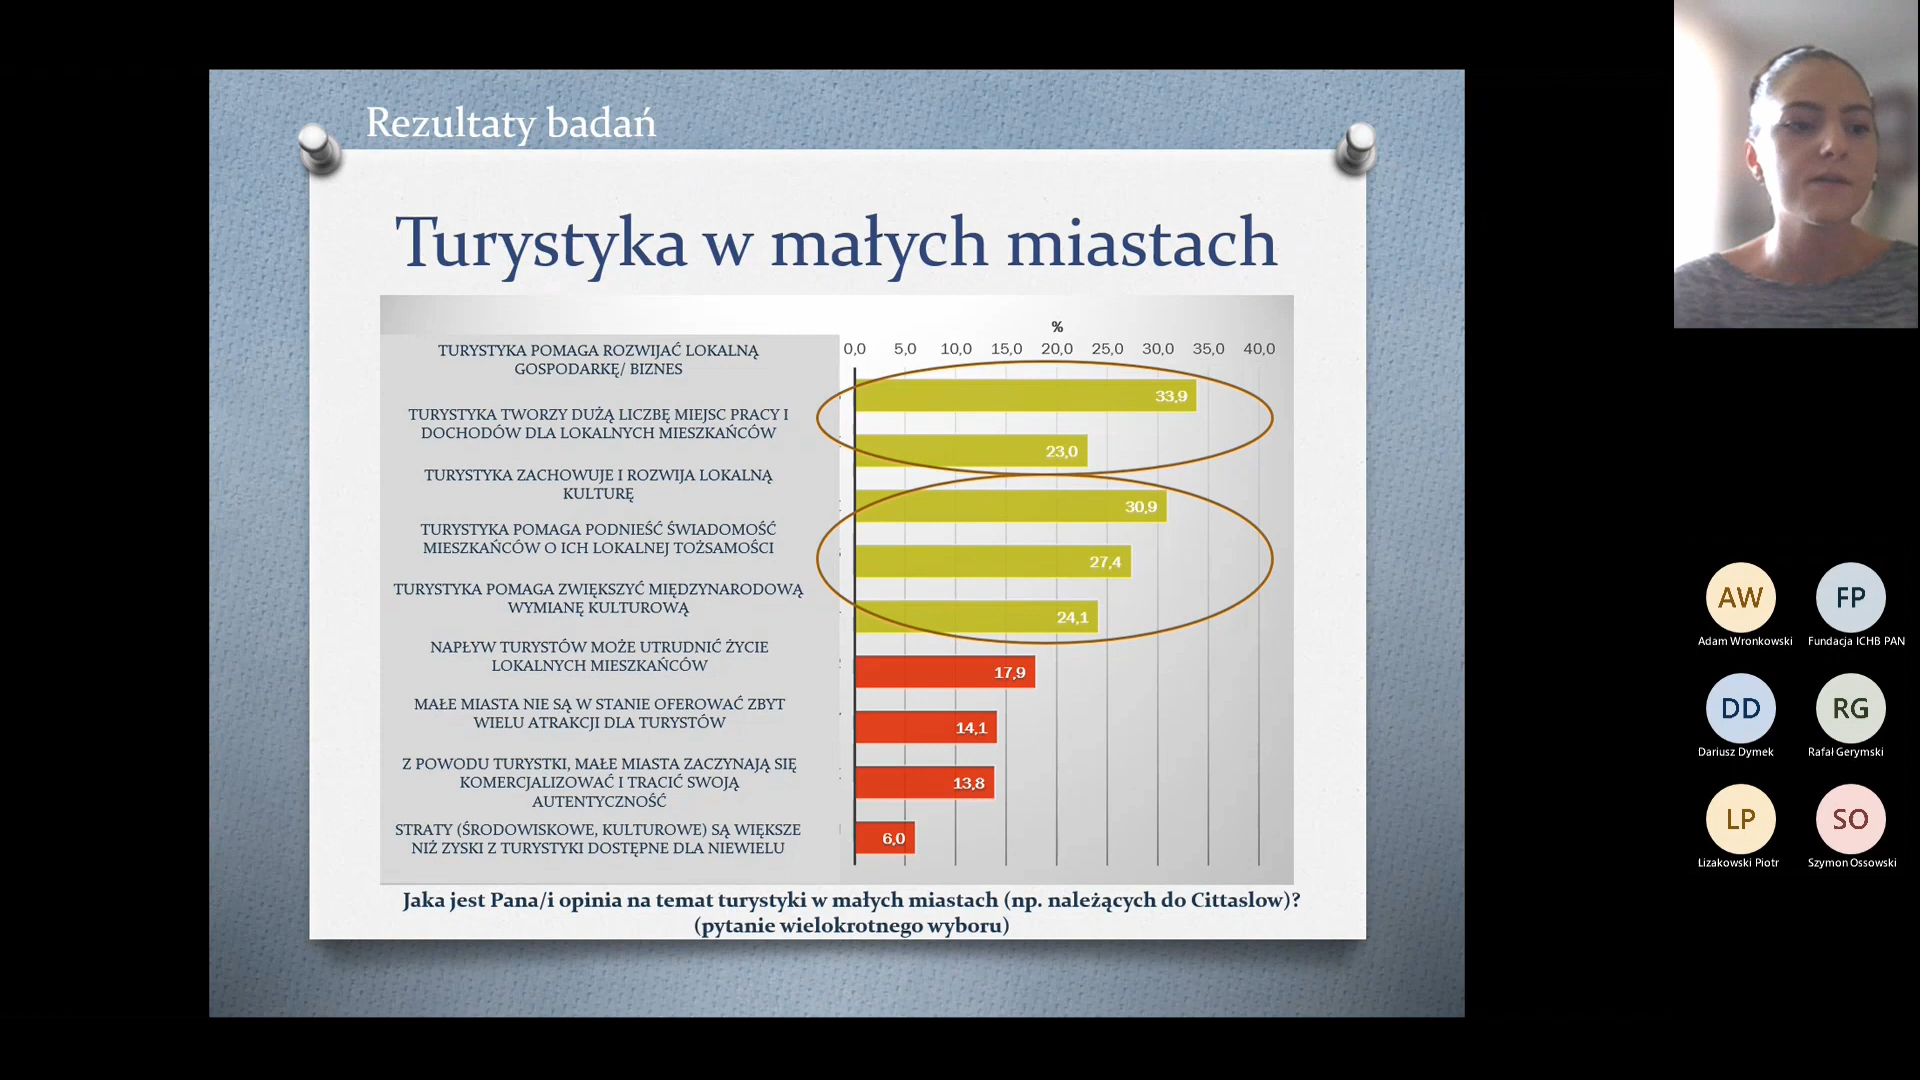 Rezultaty badań
Turystyka w małych miastach
%
0,0 5,0 10,0 15,0 20,0 25,0 30,0 35,0 40,0
TURYSTYKA POMAGA ROZWIJAĆ LOKALNĄ
GOSPODARKĘ/ BIZNES
33,9
TURYSTYKA TWORZY DUŻĄ LICZBĘ MIEJSC PRACY I
DOCHODÓW DLA LOKALNYCH MIESZKAŃCÓW
23,0
TURYSTYKA ZACHOWUJE I ROZWIJA LOKALNĄ
KULTURĘ
30,9
TURYSTYKA POMAGA PODNIEŚĆ ŚWIADOMOŚĆ
MIESZKAŃCÓW O ICH LOKALNEJ TOŻSAMOŚCI
27,4
TURYSTYKA POMAGA ZWIĘKSZYĆ MIĘDZYNARODOWĄ
WYMIANĘ KULTUROWĄ
24,1
NAPŁYW TURYSTÓW MOŻE UTRUDNIĆ ŻYCIE
LOKALNYCH MIESZKAŃCÓW
17,9
MAŁE MIASTA NIE SĄ W STANIE OFEROWAĆ ZBYT
WIELU ATRAKCJI DLA TURYSTÓW
14,1
Z POWODU TURYSTKI, MAŁE MIASTA ZACZYNAJĄ SIĘ
KOMERCJALIZOWAĆ I TRACIĆ SWOJĄ
AUTENTYCZNOŚĆ
13,8
STRATY (ŚRODOWISKOWE, KULTUROWE) SĄ WIĘKSZE
NIŻ ZYSKI Z TURYSTYKI DOSTĘPNE DLA NIEWIELU
6,0
Jaka jest Pana/i opinia na temat turystyki w małych miastach (np. należących do Cittaslow)?
(pytanie wielokrotnego wyboru)
AW FP
Adam Wronkowski Fundacja ICHB PAN
DD RG
Dariusz Dymek Rafał Gerymski
LP SO
Lizakowski Piotr Szymon Ossowski